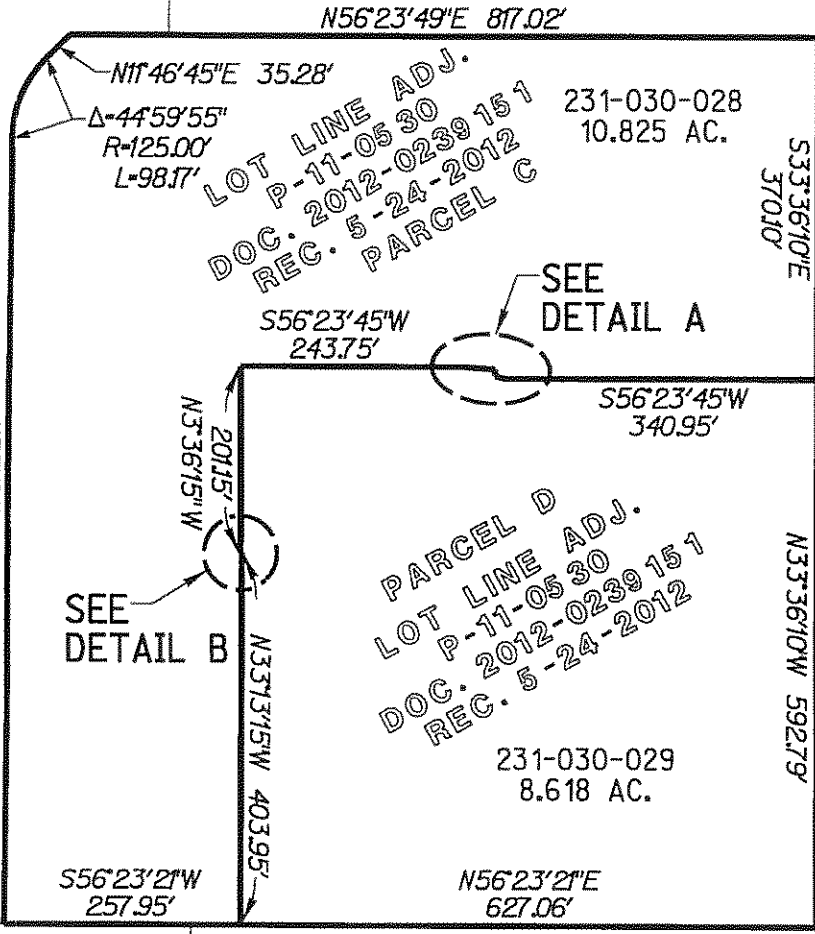 N56°23'49"E 817.02'
N11°46'45"E 35.28'
Δ=44°59'55"
R=125.00'
L=98.17'
LOT LINE ADJ.
P-11-0530
DOC. 2012-0239151
REC. 5-24-2012
PARCEL C
231-030-028
10.825 AC.
S33°36'10"E
370.10'
SEE
DETAIL A
S56°23'45"W
243.75'
S56°23'45"W
340.95'
N3°36'15"W
201.15'
SEE
DETAIL B
PARCEL D
LOT LINE ADJ.
P-11-0530
DOC. 2012-0239151
REC. 5-24-2012
N33°36'10"W 592.79'
N33°13'15"W 403.95'
231-030-029
8.618 AC.
S56°23'21"W
257.95'
N56°23'21"E
627.06'